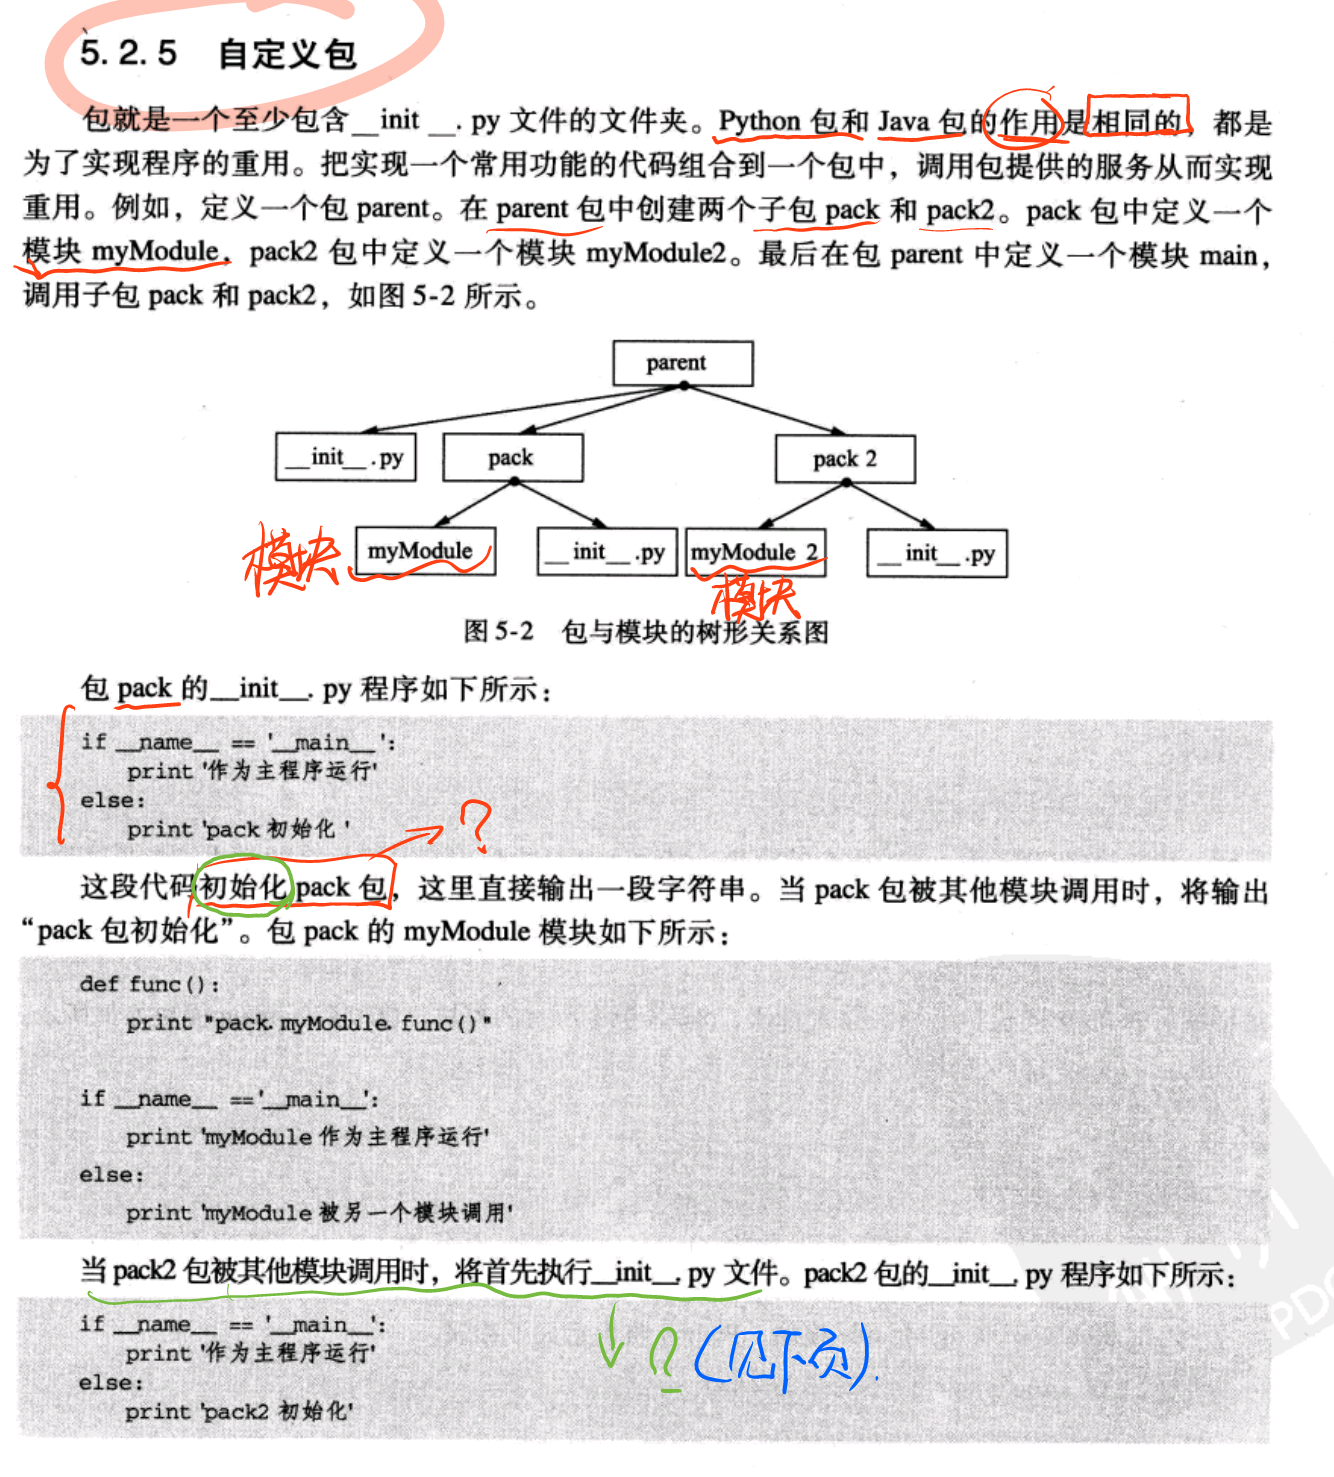 5.2.5 自定义包
包就是一个至少包含__init__.py 文件的文件夹。Python 包和 Java 包的作用是相同的,都是
为了实现程序的重用。把实现一个常用功能的代码组合到一个包中,调用包提供的服务从而实现
重用。例如,定义一个包 parent。在 parent 包中创建两个子包 pack 和 pack2。pack 包中定义一个
模块 myModule,pack2 包中定义一个模块 myModule2。最后在包 parent 中定义一个模块 main,
调用子包 pack 和 pack2,如图 5-2 所示。
parent
__init__.py
pack
pack 2
模块
myModule
__init__.py
myModule 2
__init__.py
模块
图 5-2 包与模块的树形关系图
包 pack 的__init__.py 程序如下所示:
if __name__ == '__main__':
print '作为主程序运行'
else:
print 'pack 初始化 '
?
这段代码初始化 pack 包,这里直接输出一段字符串。当 pack 包被其他模块调用时,将输出
“pack 包初始化”。包 pack 的 myModule 模块如下所示:
def func():
print "pack.myModule.func()"
if __name__ =='__main__':
print 'myModule 作为主程序运行'
else:
print 'myModule 被另一个模块调用'
当 pack2 包被其他模块调用时,将首先执行__init__.py 文件。pack2 包的__init__.py 程序如下所示:
if __name__ == '__main__':
print '作为主程序运行'
else:
print 'pack2 初始化'
(见下页).